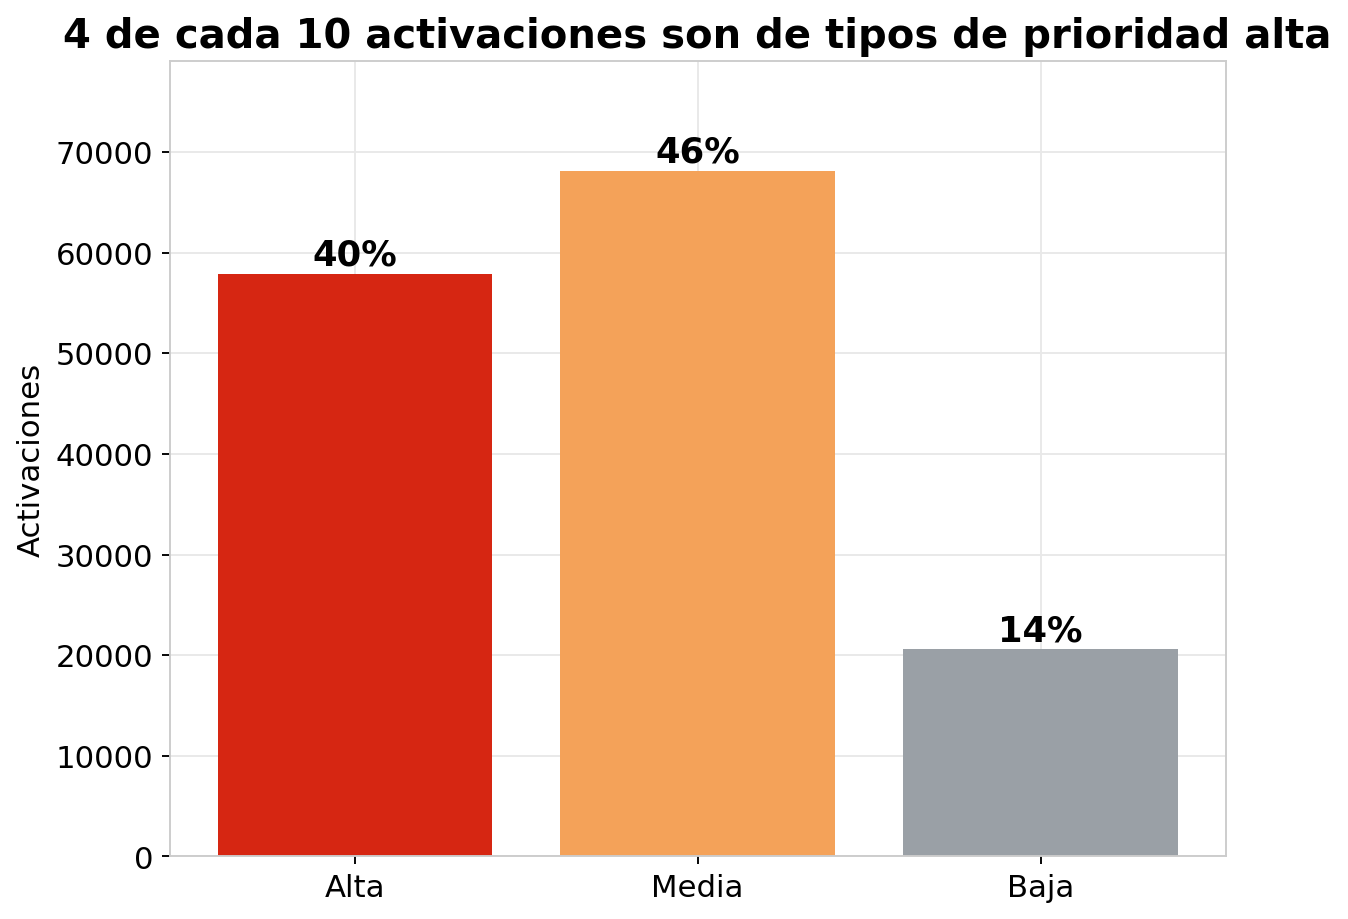 4 de cada 10 activaciones son de tipos de prioridad alta
Activaciones
70000
60000
50000
40000
30000
20000
10000
0
46%
40%
14%
Alta
Media
Baja